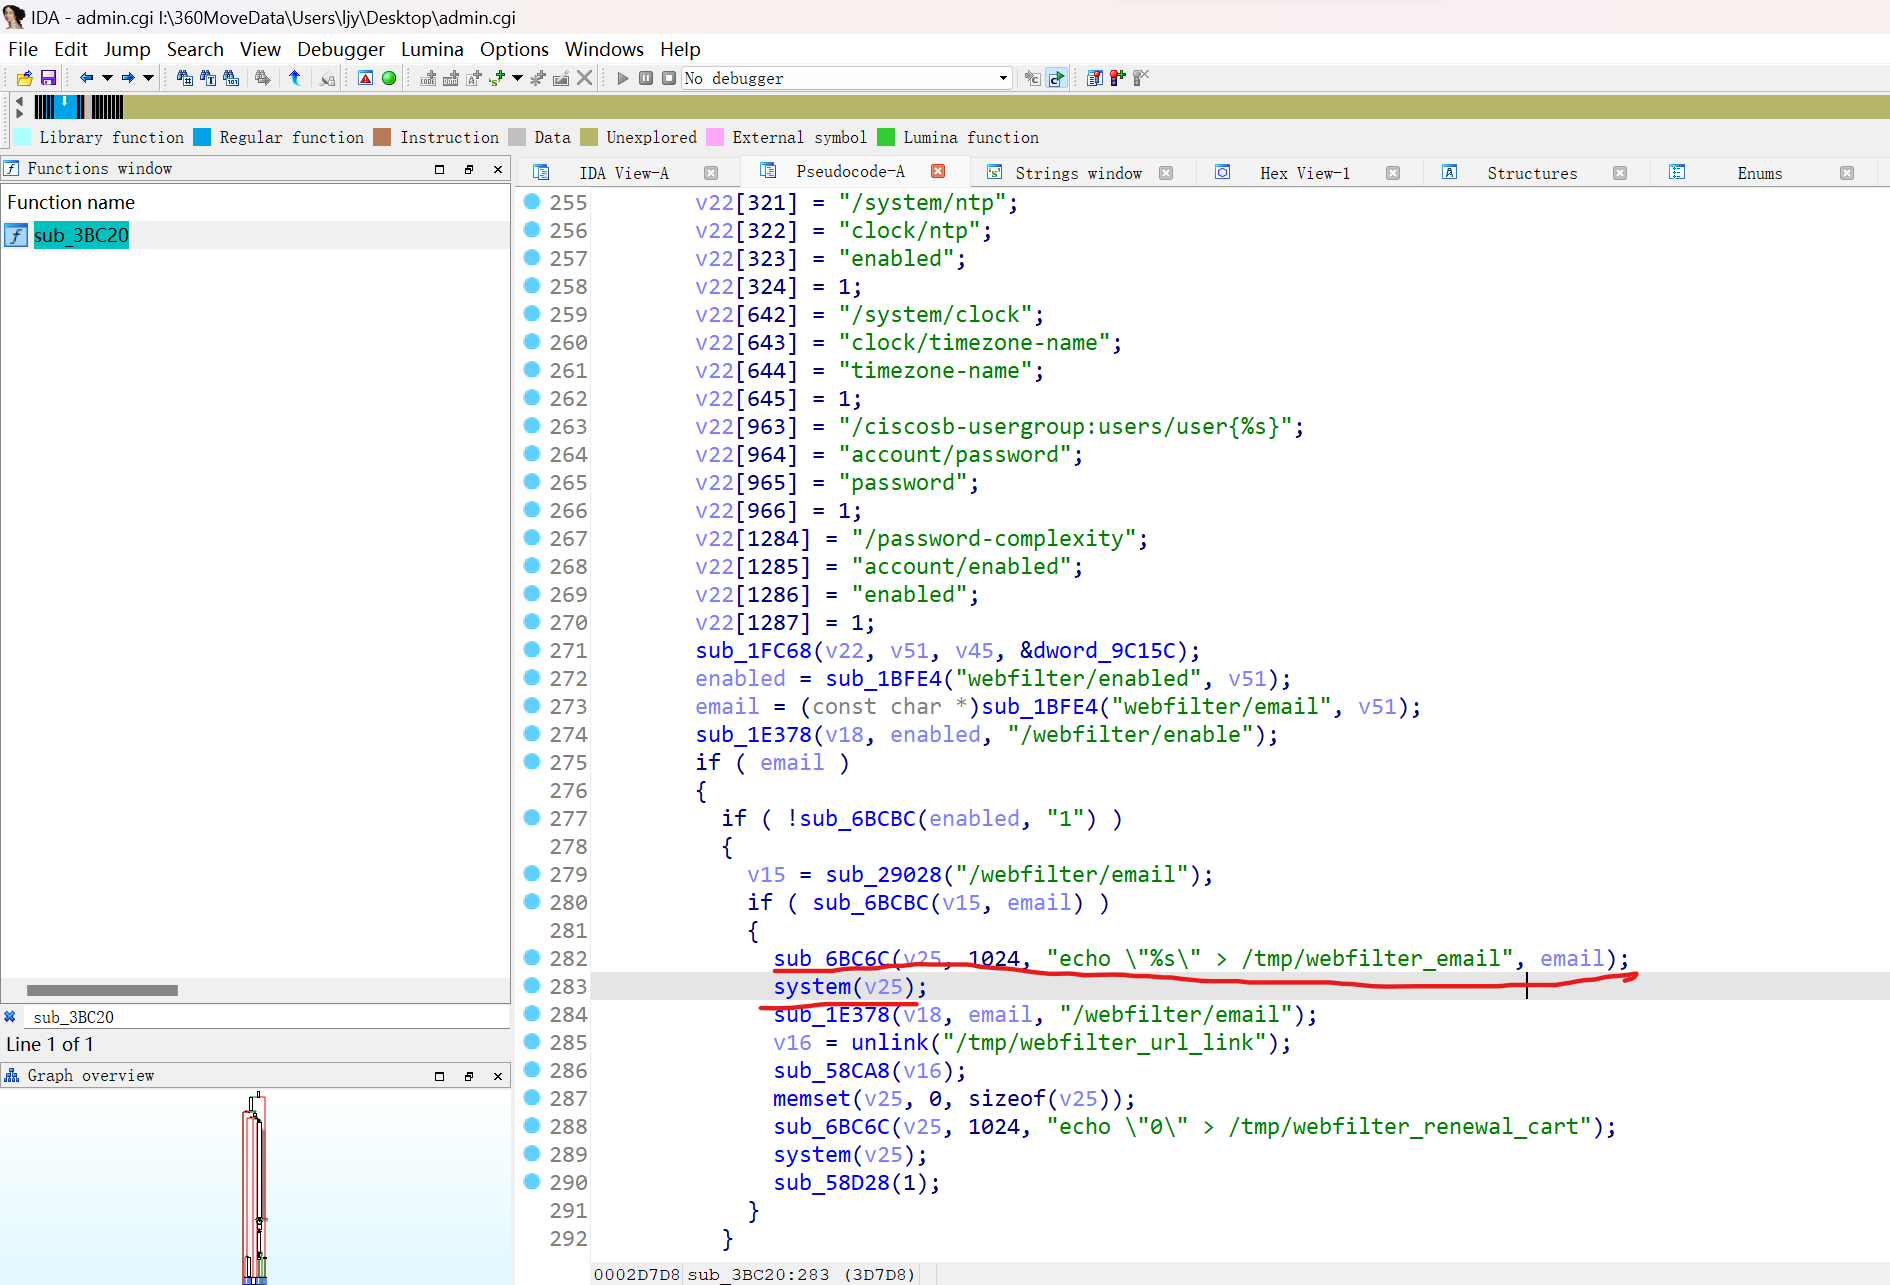 IDA - admin.cgi I:\360MoveData\Users\ljy\Desktop\admin.cgi
File Edit Jump Search View Debugger Lumina Options Windows Help
No debugger
Library function Regular function Instruction Data Unexplored External symbol Lumina function
Functions window
Function name
sub_3BC20
sub_3BC20
Line 1 of 1
Graph overview
IDA View-A Pseudocode-A Strings window Hex View-1 Structures Enums
255 v22[321] = "/system/ntp";
256 v22[322] = "clock/ntp";
257 v22[323] = "enabled";
258 v22[324] = 1;
259 v22[642] = "/system/clock";
260 v22[643] = "clock/timezone-name";
261 v22[644] = "timezone-name";
262 v22[645] = 1;
263 v22[963] = "/ciscosb-usergroup:users/user{%s}";
264 v22[964] = "account/password";
265 v22[965] = "password";
266 v22[966] = 1;
267 v22[1284] = "/password-complexity";
268 v22[1285] = "account/enabled";
269 v22[1286] = "enabled";
270 v22[1287] = 1;
271 sub_1FC68(v22, v51, v45, &dword_9C15C);
272 enabled = sub_1BFE4("webfilter/enabled", v51);
273 email = (const char *)sub_1BFE4("webfilter/email", v51);
274 sub_1E378(v18, enabled, "/webfilter/enable");
275 if ( email )
276 {
277 if ( !sub_6BCBC(enabled, "1") )
278 {
279 v15 = sub_29028("/webfilter/email");
280 if ( sub_6BCBC(v15, email) )
281 {
282 sub_6BC6C(v25, 1024, "echo \"%s\" > /tmp/webfilter_email", email);
283 system(v25);
284 sub_1E378(v18, email, "/webfilter/email");
285 v16 = unlink("/tmp/webfilter_url_link");
286 sub_58CA8(v16);
287 memset(v25, 0, sizeof(v25));
288 sub_6BC6C(v25, 1024, "echo \"0\" > /tmp/webfilter_renewal_cart");
289 system(v25);
290 sub_58D28(1);
291 }
292 }
0002D7D8 sub_3BC20:283 (3D7D8)